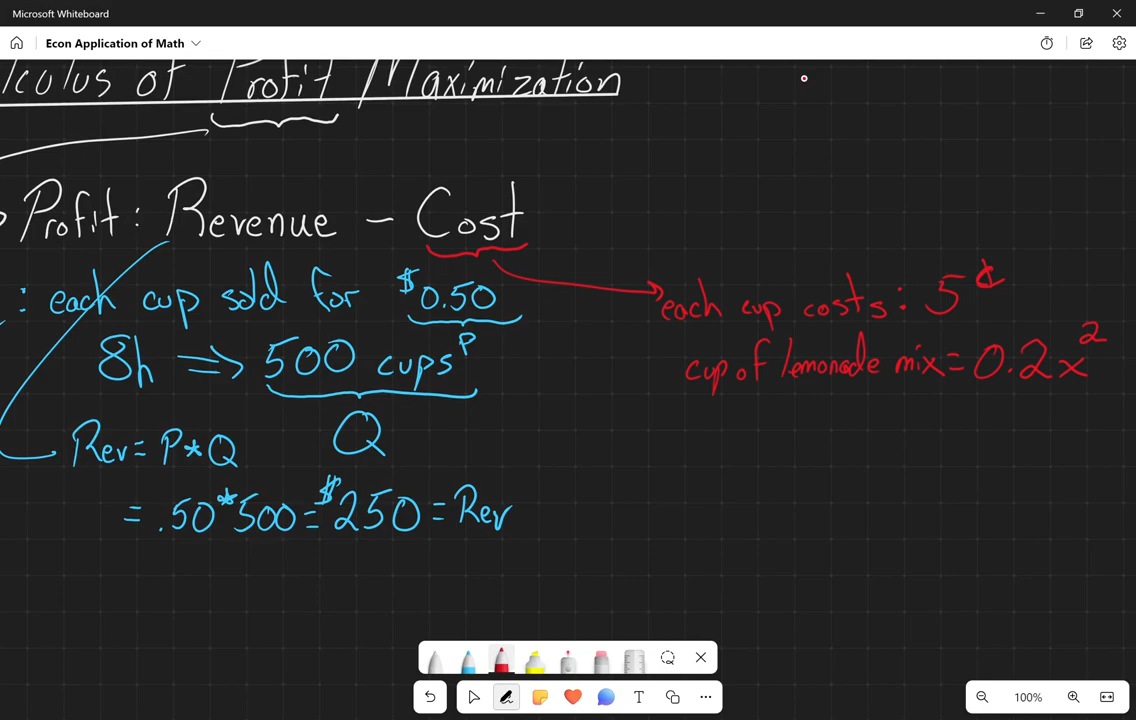 Microsoft Whiteboard
Econ Application of Math
lculus of Profit Maximization
Profit: Revenue - Cost
: each cup sold for $0.50
8h => 500 cups
P
Q
Rev = P*Q
= .50*500 = $250 = Rev
each cup costs: 5¢
cup of lemonade mix = 0.2x²
100%